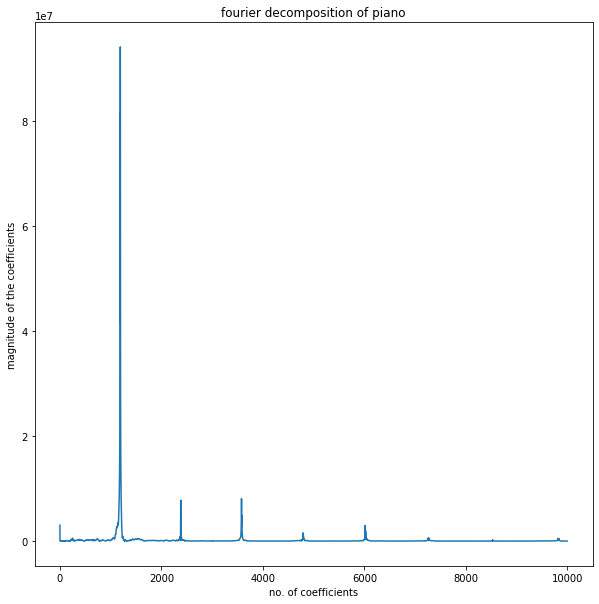 fourier decomposition of piano
1e7
8
6
4
2
0
magnitude of the coefficients
0 2000 4000 6000 8000 10000
no. of coefficients